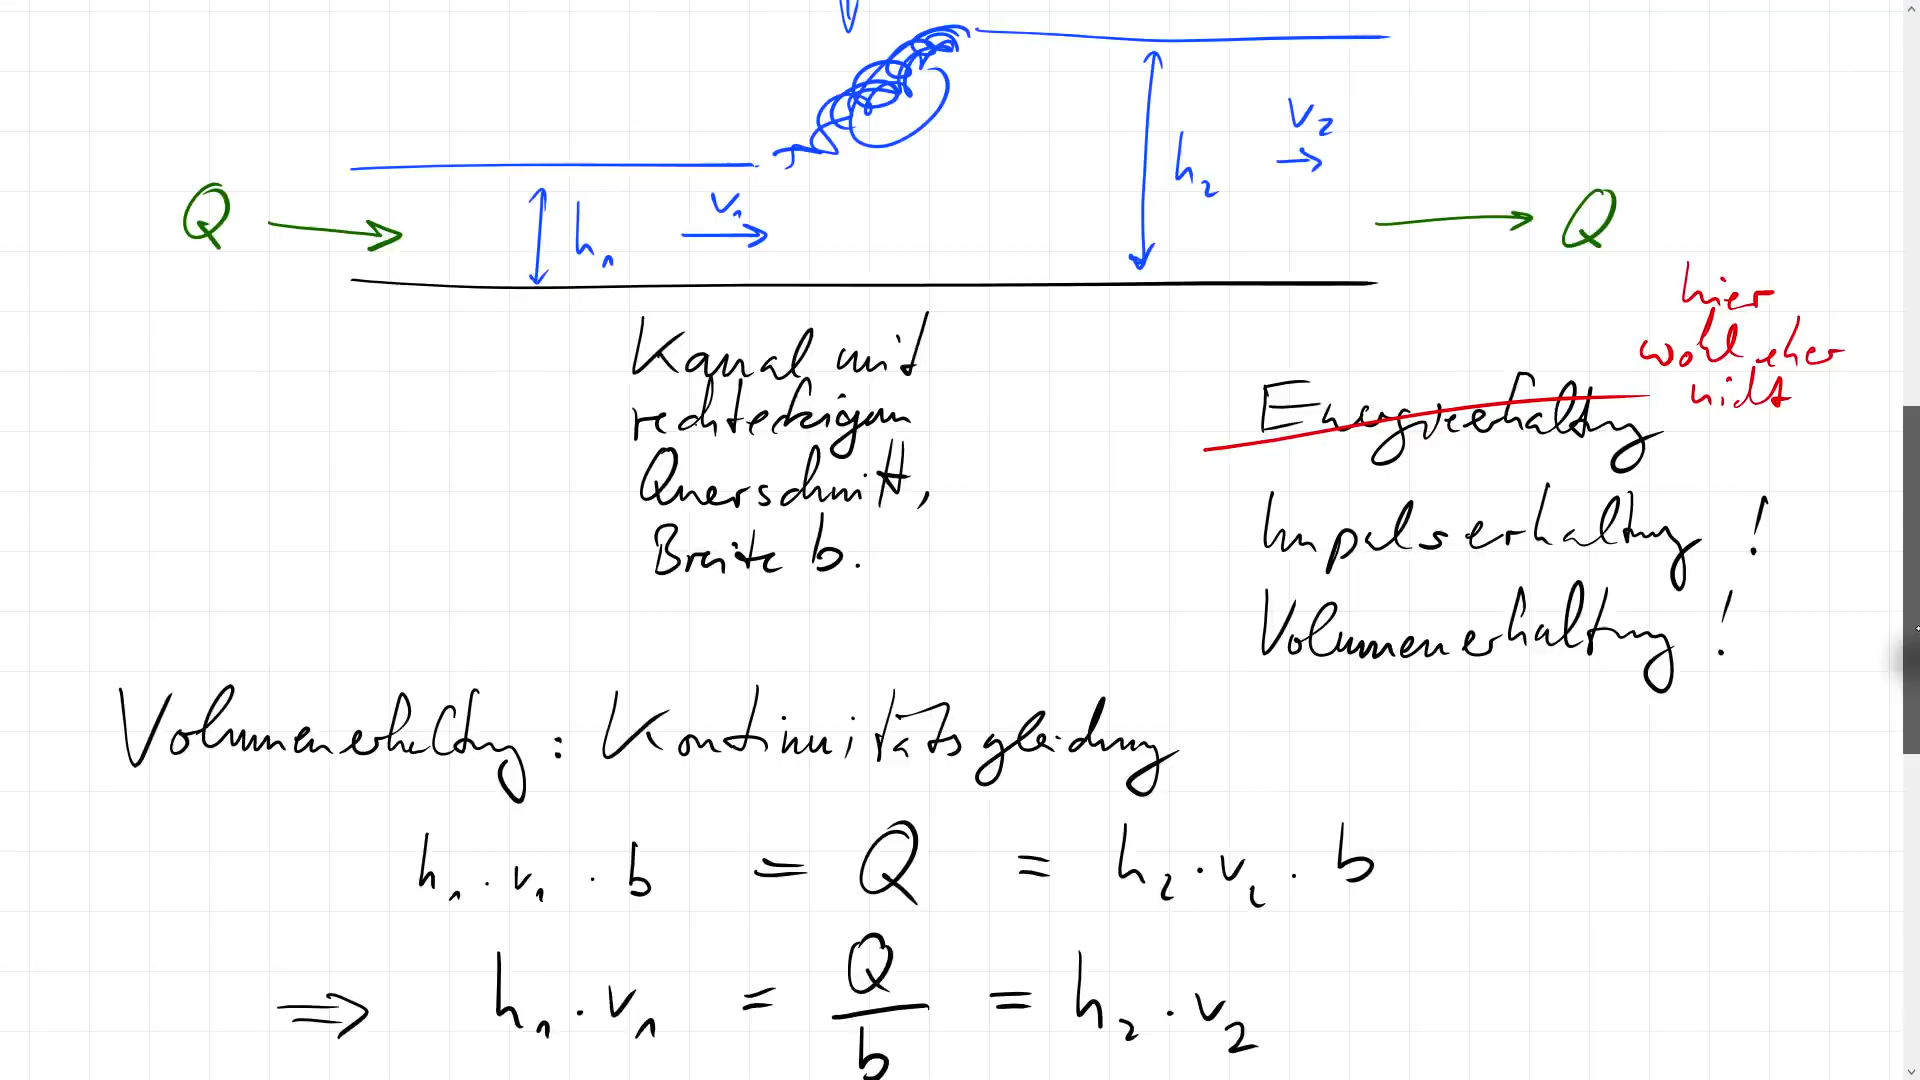 v₂
h₂
Q
v₁
h₁
Q
hier
wohl eher
nicht
Kanal mit
rechteckigem
Querschnitt,
Breite b.
Energieerhaltung
Impulserhaltung !
Volumenerhaltung !
Volumenerhaltung : Kontinuitätsgleichung
h₁ · v₁ · b = Q = h₂ · v₂ · b
⇒ h₁ · v₁ = Q/b = h₂ · v₂